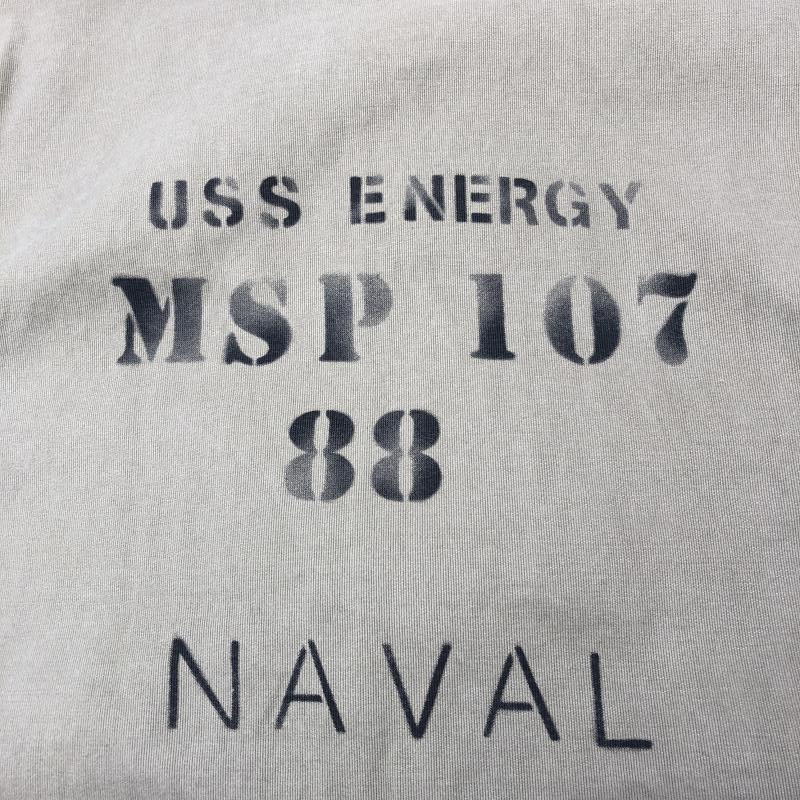 USS ENERGY
MSP 107
88
NAVAL